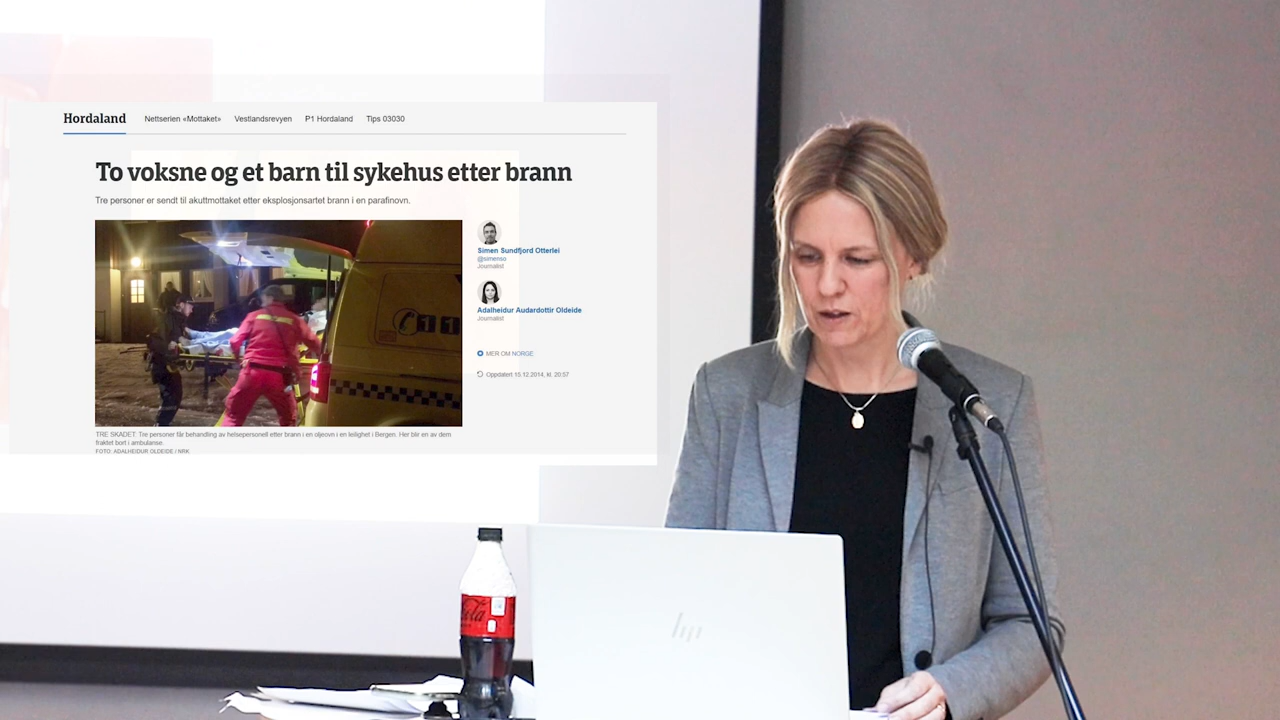 Hordaland Nettserien «Mottaket» Vestlandsrevyen P1 Hordaland Tips 03030
To voksne og et barn til sykehus etter brann
Tre personer er sendt til akuttmottaket etter eksplosjonsartet brann i en parafinovn.
Simen Sundfjord Otterlei
@simenso
Journalist
Adalheidur Audardottir Oldeide
Journalist
MER OM NORGE
Oppdatert 15.12.2014, kl. 20:57
11
TRE SKADET: Tre personer får behandling av helsepersonell etter brann i en oljeovn i en leilighet i Bergen. Her blir en av dem
fraktet bort i ambulanse.
FOTO: ADALHEIDUR OLDEIDE / NRK
hp